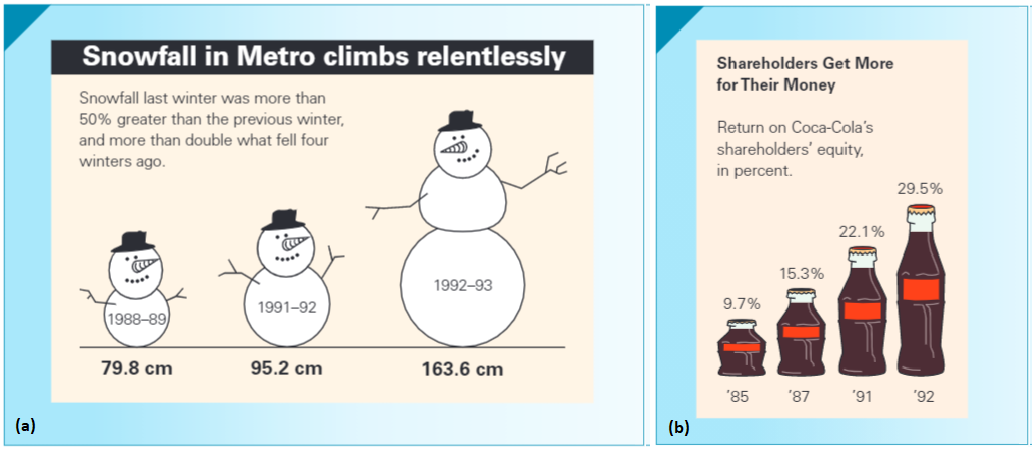 Snowfall in Metro climbs relentlessly
Snowfall last winter was more than
50% greater than the previous winter,
and more than double what fell four
winters ago.
1988–89
1991–92
1992–93
79.8 cm
95.2 cm
163.6 cm
(a)
Shareholders Get More
for Their Money
Return on Coca-Cola's
shareholders' equity,
in percent.
9.7%
15.3%
22.1%
29.5%
'85
'87
'91
'92
(b)